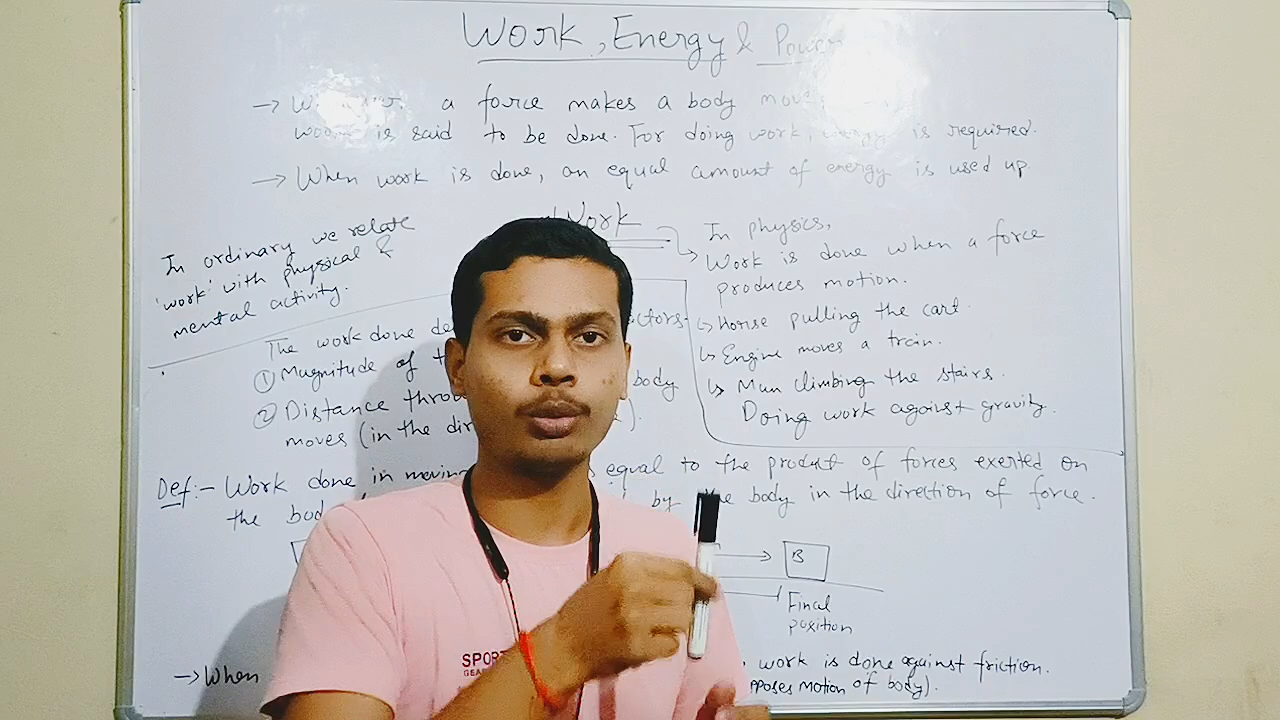 Work, Energy & Power
→ a force makes a body
is said to be done. For doing work, energy is required.
→ When work is done, an equal amount of energy is used up
Work
In ordinary we relate
'work' with physical &
mental activity.
In physics,
Work is done when a force
produces motion.
↳ Horse pulling the cart.
↳ Engine moves a train.
↳ Man climbing the stairs.
Doing work against gravity.
The work done
① Magnitude of
② Distance body
moves (in the
Def:- Work done in moving equal to the product of forces exerted on
the by the body in the direction of force.
B
Final
position
→ When work is done against friction.
motion of body).
SPORT